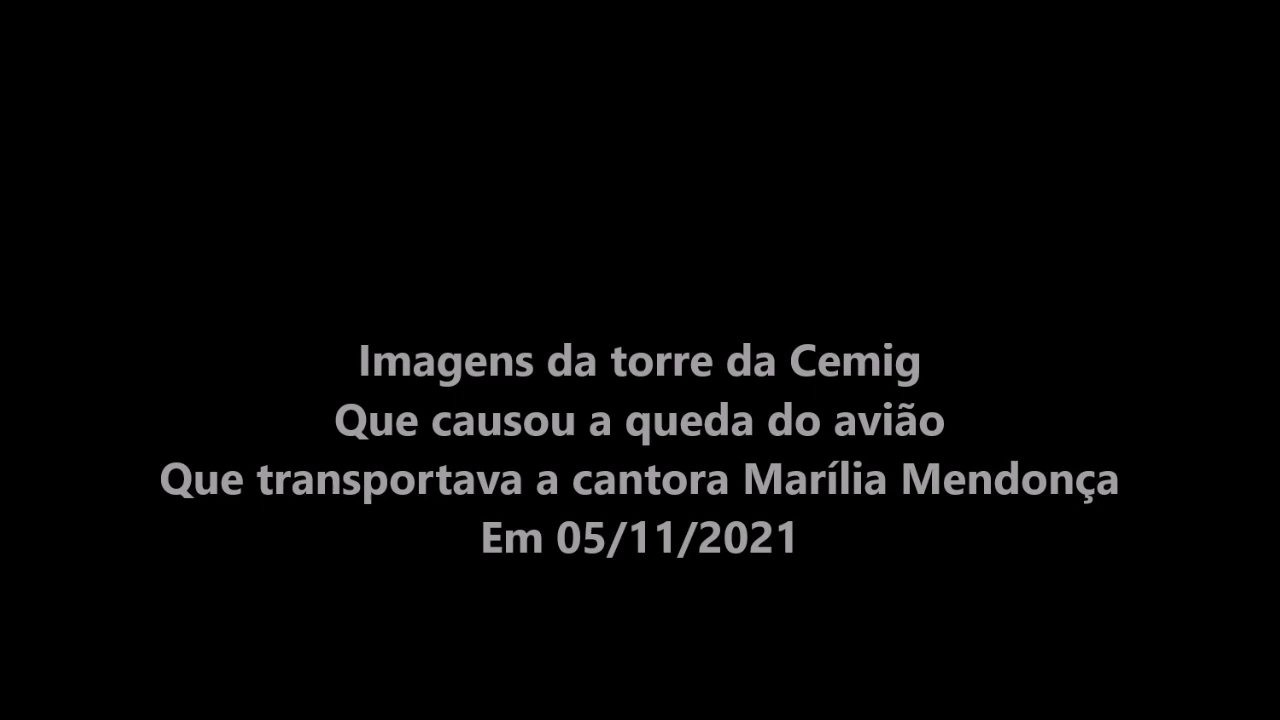 Imagens da torre da Cemig
Que causou a queda do avião
Que transportava a cantora Marília Mendonça
Em 05/11/2021